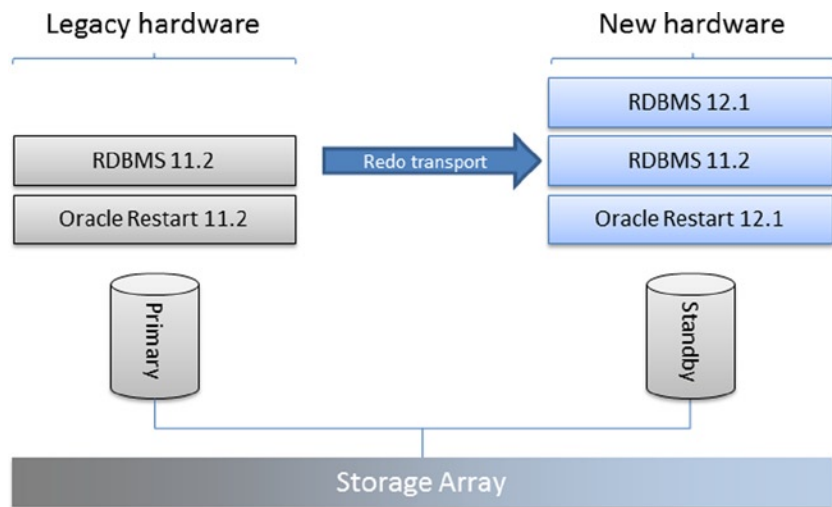 Legacy hardware
New hardware
RDBMS 12.1
RDBMS 11.2
Redo transport
RDBMS 11.2
Oracle Restart 11.2
Oracle Restart 12.1
Primary
Standby
Storage Array